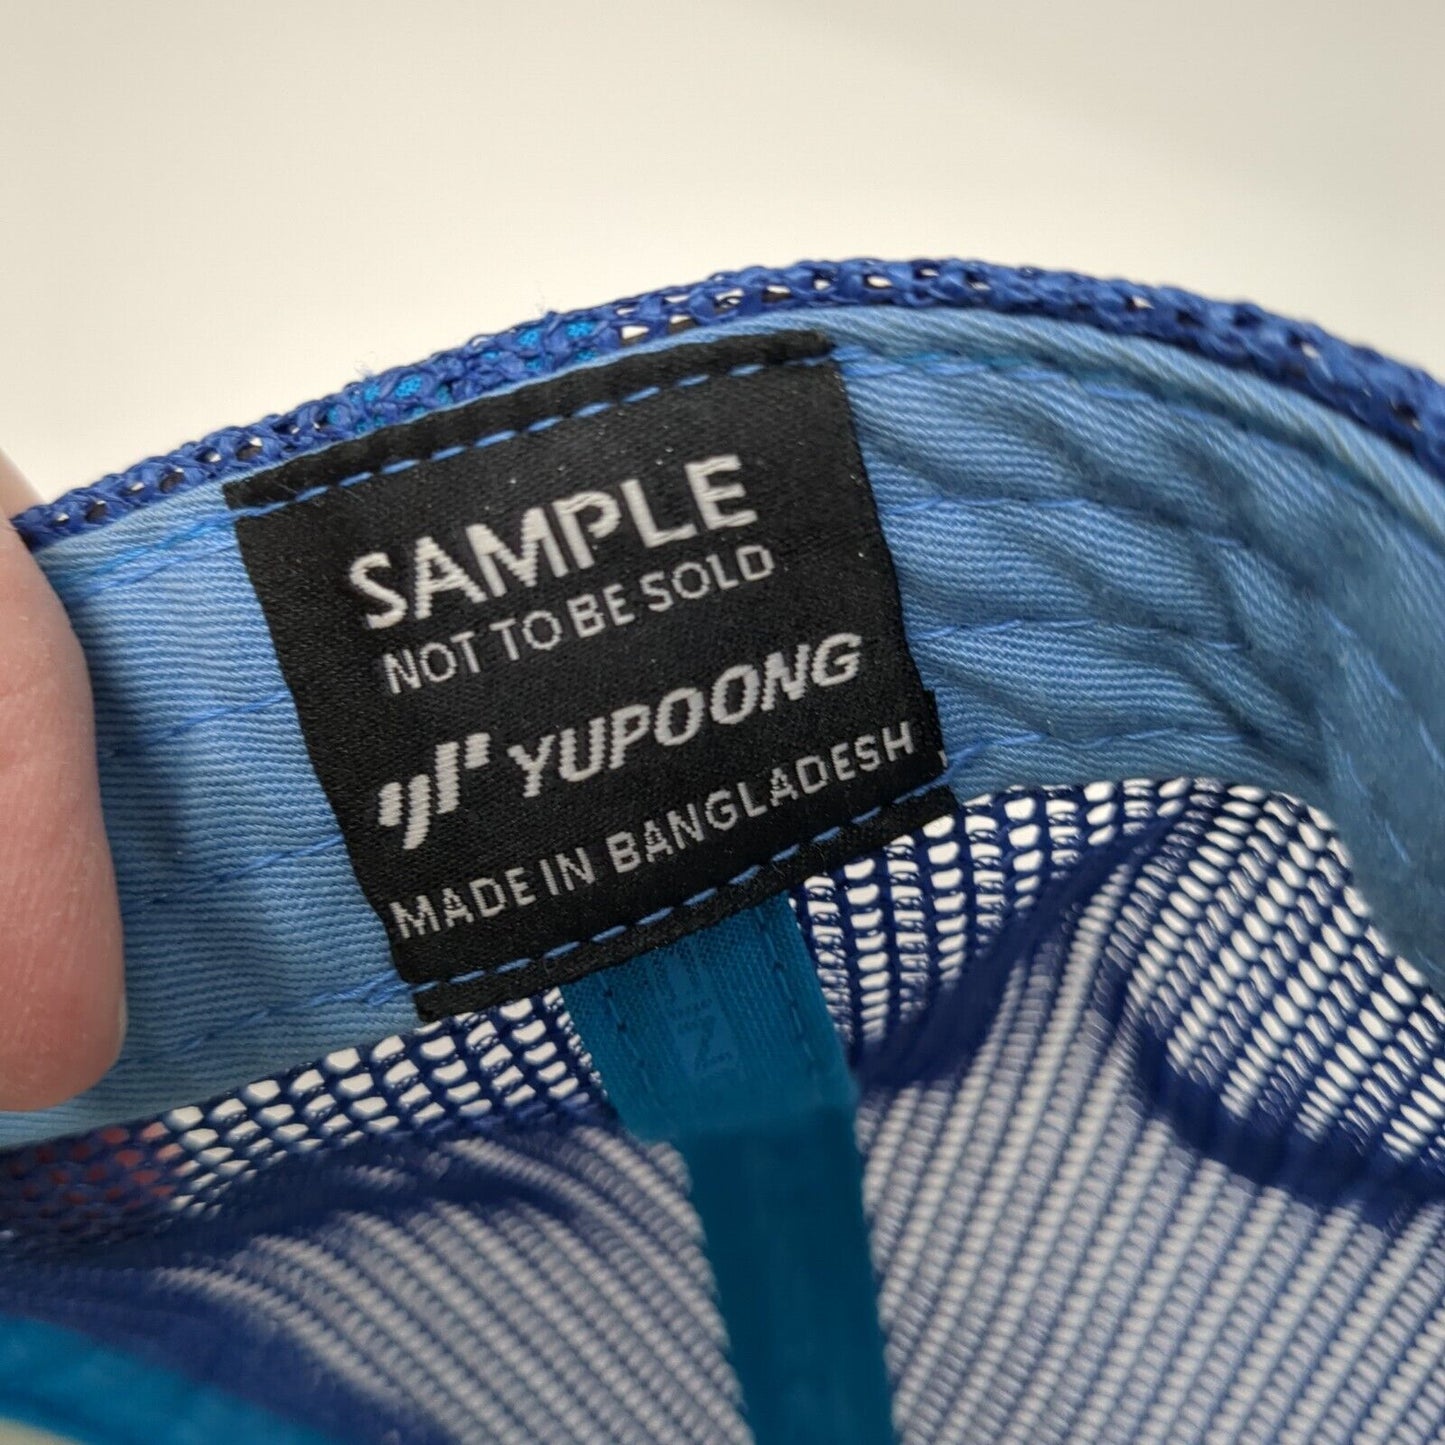 SAMPLE
NOT TO BE SOLD
YUPOONG
MADE IN BANGLADESH